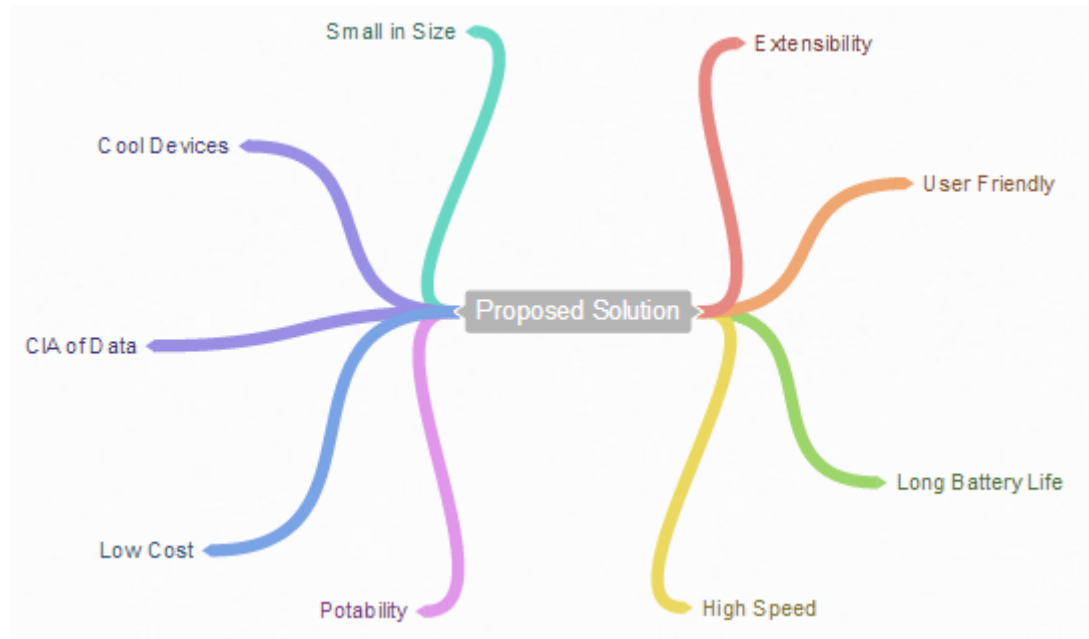 Small in Size
Extensibility
Cool Devices
User Friendly
Proposed Solution
CIA of Data
Long Battery Life
Low Cost
Potability
High Speed